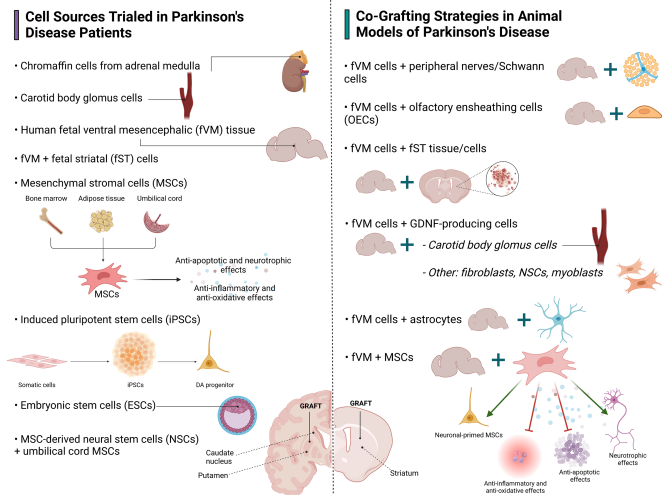 Cell Sources Trialed in Parkinson's
Disease Patients
• Chromaffin cells from adrenal medulla
• Carotid body glomus cells
• Human fetal ventral mesencephalic (fVM) tissue
• fVM + fetal striatal (fST) cells
• Mesenchymal stromal cells (MSCs)
Bone marrow
Adipose tissue
Umbilical cord
MSCs
Anti-apoptotic and neurotrophic
effects
Anti-inflammatory and
anti-oxidative effects
• Induced pluripotent stem cells (iPSCs)
Somatic cells
iPSCs
DA progenitor
• Embryonic stem cells (ESCs)
• MSC-derived neural stem cells (NSCs)
+ umbilical cord MSCs
GRAFT
Caudate
nucleus
Putamen
GRAFT
Striatum
Co-Grafting Strategies in Animal
Models of Parkinson's Disease
• fVM cells + peripheral nerves/Schwann
cells
• fVM cells + olfactory ensheathing cells
(OECs)
• fVM cells + fST tissue/cells
• fVM cells + GDNF-producing cells
- Carotid body glomus cells
- Other: fibroblasts, NSCs, myoblasts
• fVM cells + astrocytes
• fVM + MSCs
Neuronal-primed MSCs
Anti-inflammatory and
anti-oxidative effects
Anti-apoptotic
effects
Neurotrophic
effects